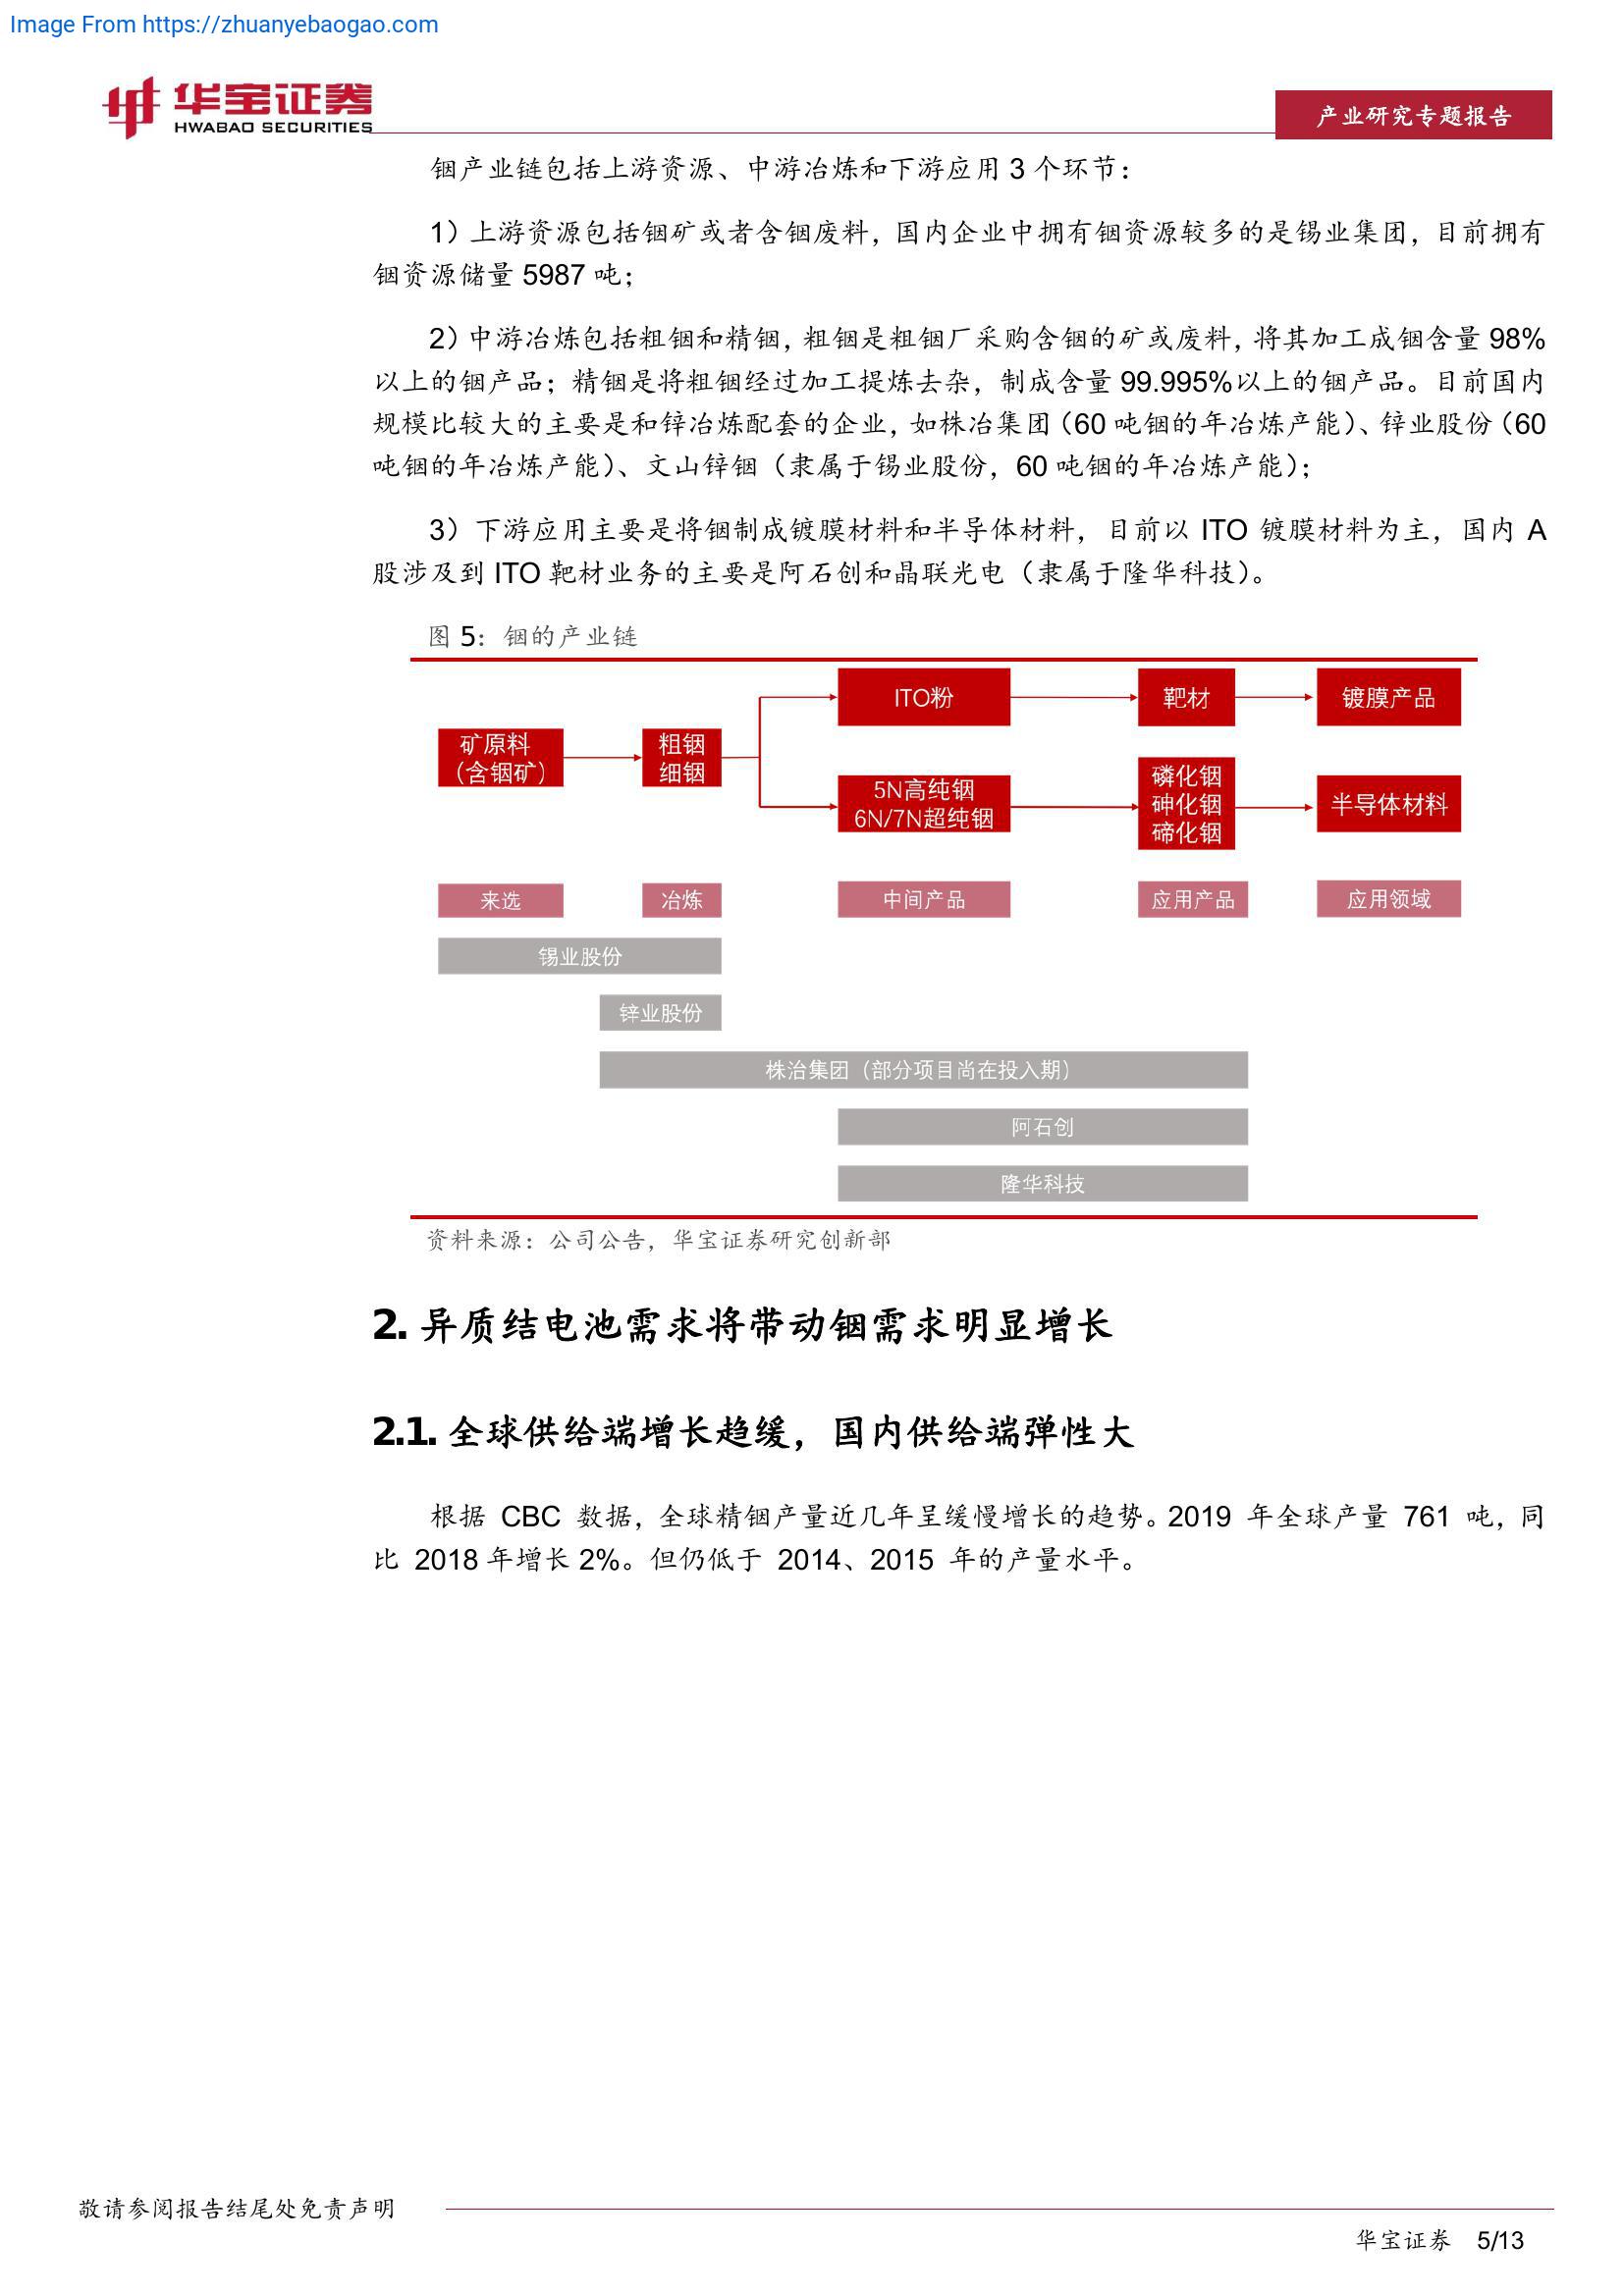 Image From https://zhuanyebaogao.com
华宝证券
HWABAO SECURITIES
产业研究专题报告
铟产业链包括上游资源、中游冶炼和下游应用 3 个环节：
1）上游资源包括铟矿或者含铟废料，国内企业中拥有铟资源较多的是锡业集团，目前拥有
铟资源储量 5987 吨；
2）中游冶炼包括粗铟和精铟，粗铟是粗铟厂采购含铟的矿或废料，将其加工成铟含量 98%
以上的铟产品；精铟是将粗铟经过加工提炼去杂，制成含量 99.995%以上的铟产品。目前国内
规模比较大的主要是和锌冶炼配套的企业，如株冶集团（60 吨铟的年冶炼产能）、锌业股份（60
吨铟的年冶炼产能）、文山锌铟（隶属于锡业股份，60 吨铟的年冶炼产能）；
3）下游应用主要是将铟制成镀膜材料和半导体材料，目前以 ITO 镀膜材料为主，国内 A
股涉及到 ITO 靶材业务的主要是阿石创和晶联光电（隶属于隆华科技）。
图 5：铟的产业链
ITO粉
靶材
镀膜产品
矿原料
（含铟矿）
粗铟
细铟
5N高纯铟
6N/7N超纯铟
磷化铟
砷化铟
碲化铟
半导体材料
来选
冶炼
中间产品
应用产品
应用领域
锡业股份
锌业股份
株冶集团（部分项目尚在投入期）
阿石创
隆华科技
资料来源：公司公告，华宝证券研究创新部
2. 异质结电池需求将带动铟需求明显增长
2.1. 全球供给端增长趋缓，国内供给端弹性大
根据 CBC 数据，全球精铟产量近几年呈缓慢增长的趋势。2019 年全球产量 761 吨，同
比 2018 年增长 2%。但仍低于 2014、2015 年的产量水平。
敬请参阅报告结尾处免责声明
华宝证券 5/13